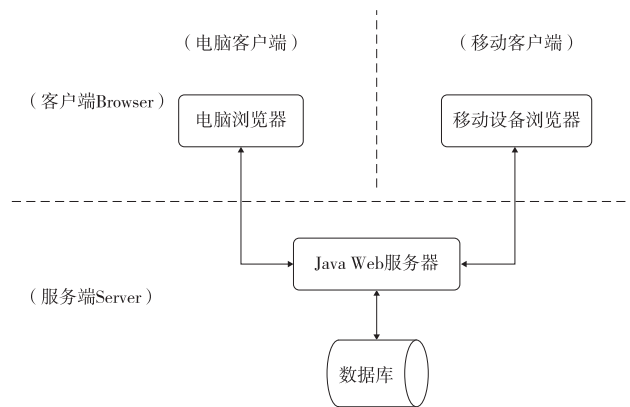 （电脑客户端）
（移动客户端）
（客户端Browser）
电脑浏览器
移动设备浏览器
Java Web服务器
（服务端Server）
数据库